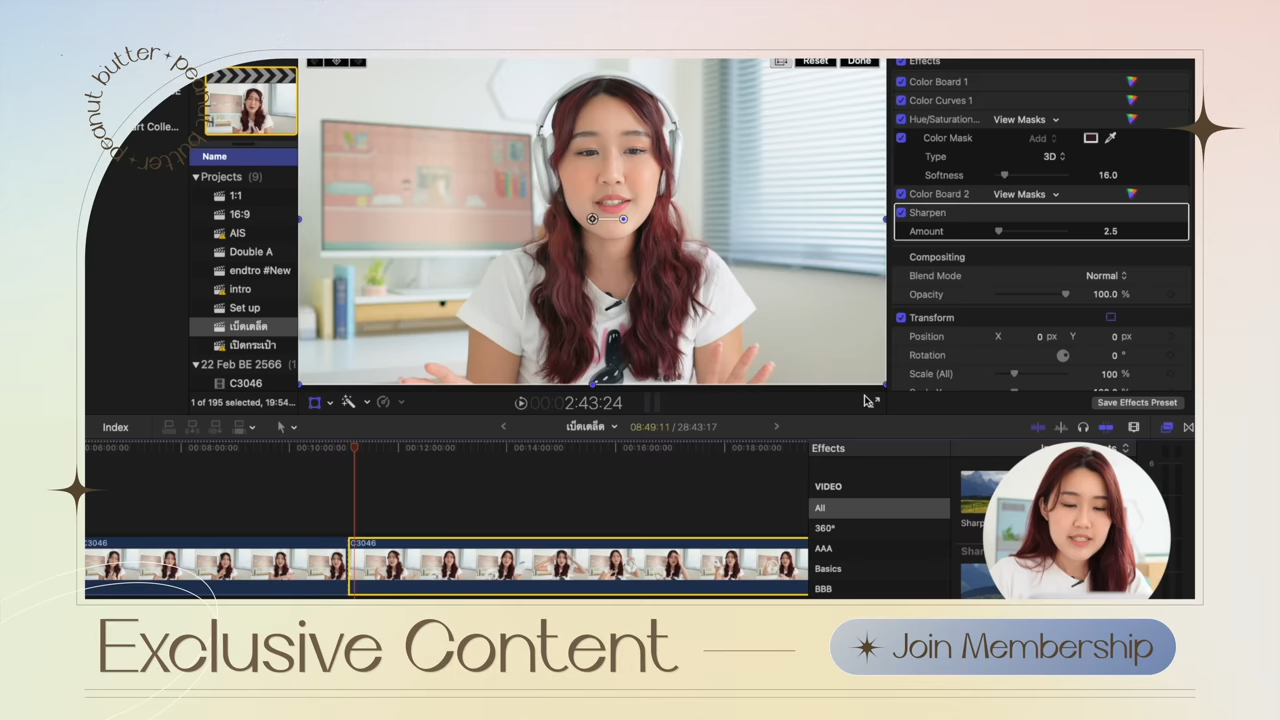 peanut butter
peanut butter
Reset
Done
Name
Projects (9)
1:1
16:9
AIS
Double A
endtro #New
intro
Set up
เบ็ดเตล็ด
เปิดกระเป๋า
22 Feb BE 2566
C3046
1 of 195 selected, 19:54...
Effects
Color Board 1
Color Curves 1
Hue/Saturation... View Masks
Color Mask Add
Type 3D
Softness 16.0
Color Board 2 View Masks
Sharpen
Amount 2.5
Compositing
Blend Mode Normal
Opacity 100.0 %
Transform
Position X 0 px Y 0 px
Rotation 0 °
Scale (All) 100 %
Save Effects Preset
00:02:43:24
Index
เบ็ดเตล็ด
08:49:11 / 28:43:17
00:08:00:00
00:10:00:00
00:12:00:00
00:14:00:00
00:16:00:00
00:18:00:00
C3046
Effects
VIDEO
All
360°
AAA
Basics
BBB
6
Exclusive Content
Join Membership